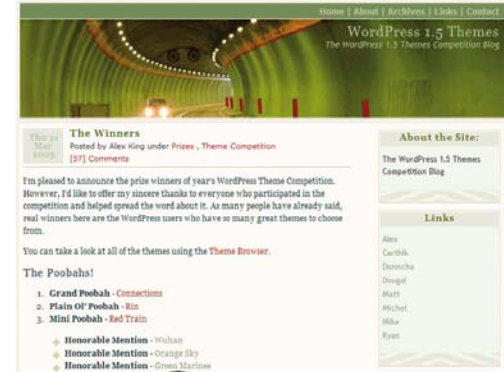 Home | About | Archives | Links | Contact
WordPress 1.5 Themes
The WordPress 1.5 Themes Competition Blog
Thu 31
Mar
2005
The Winners
Posted by Alex King under Prizes , Theme Competition
[37] Comments
I'm pleased to announce the prize winners of year's WordPress Theme Competition.
However, I'd like to offer my sincere thanks to everyone who participated in the
competition and helped spread the word about it. As many people have already said,
real winners here are the WordPress users who have so many great themes to choose
from.
You can take a look at all of the themes using the Theme Browser.
The Poobahs!
1. Grand Poobah - Connections
2. Plain Ol' Poobah - Rin
3. Mini Poobah - Red Train
Honorable Mention - Wuhan
Honorable Mention - Orange Sky
Honorable Mention - Green Marinee
About the Site:
The WordPress 1.5 Themes
Competition Blog
Links
Alex
Carthik
Donncha
Dougal
Matt
Michel
Mike
Ryan